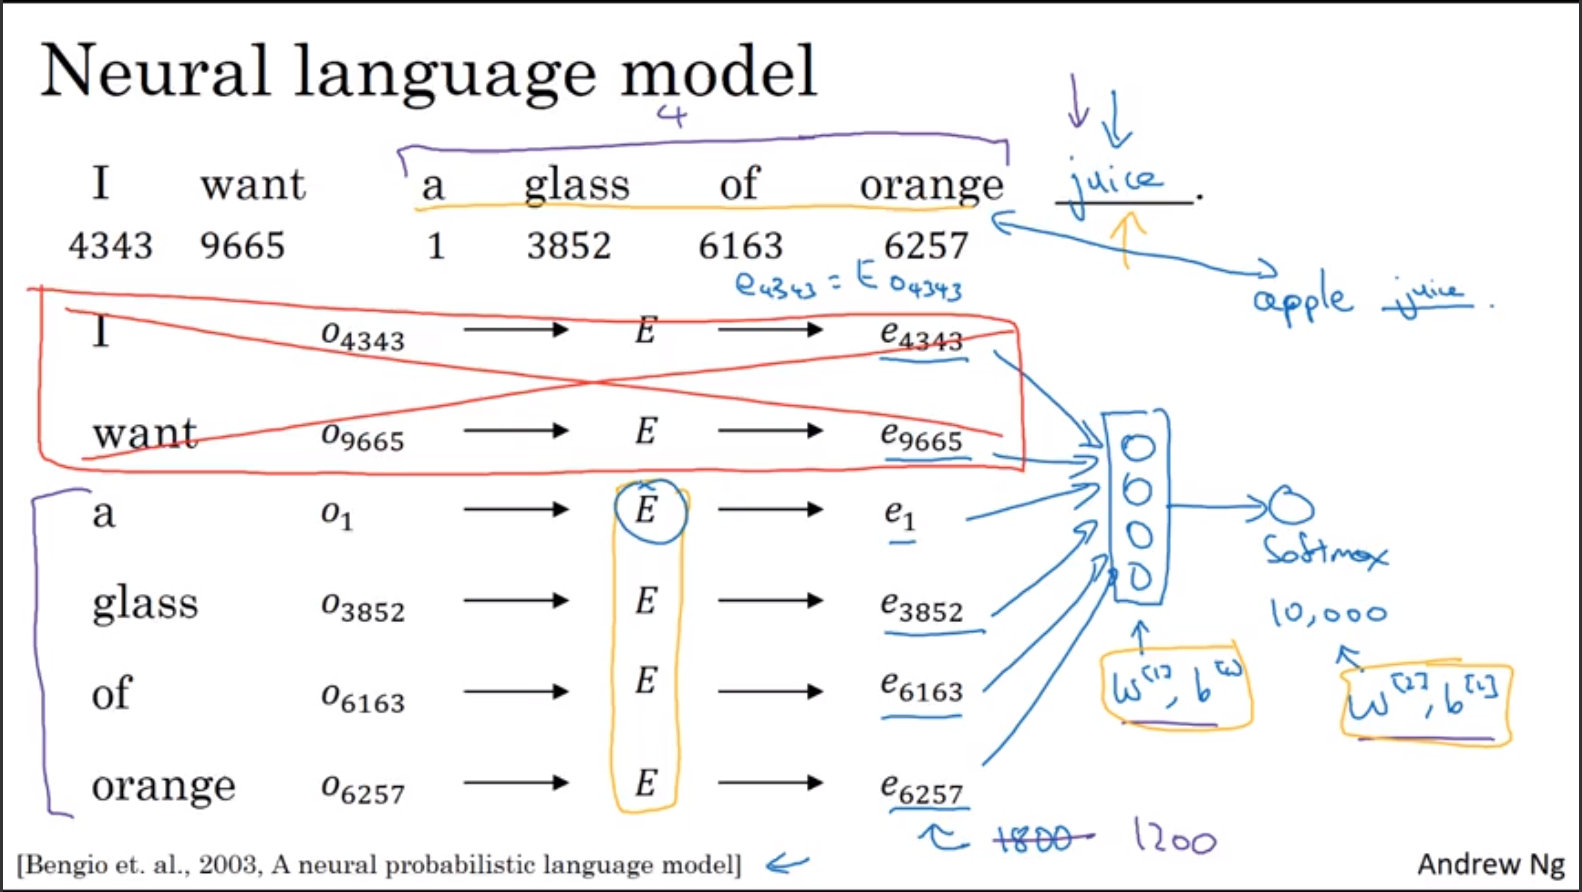 Neural language model
4
I want a glass of orange juice.
4343 9665 1 3852 6163 6257
e4343 = E o4343
apple juice.
I o4343 → E → e4343
want o9665 → E → e9665
a o1 → E → e1
glass o3852 → E → e3852
of o6163 → E → e6163
orange o6257 → E → e6257
Softmax
10,000
W[1], b[1]
W[2], b[2]
1800 1200
[Bengio et. al., 2003, A neural probabilistic language model] ←
Andrew Ng